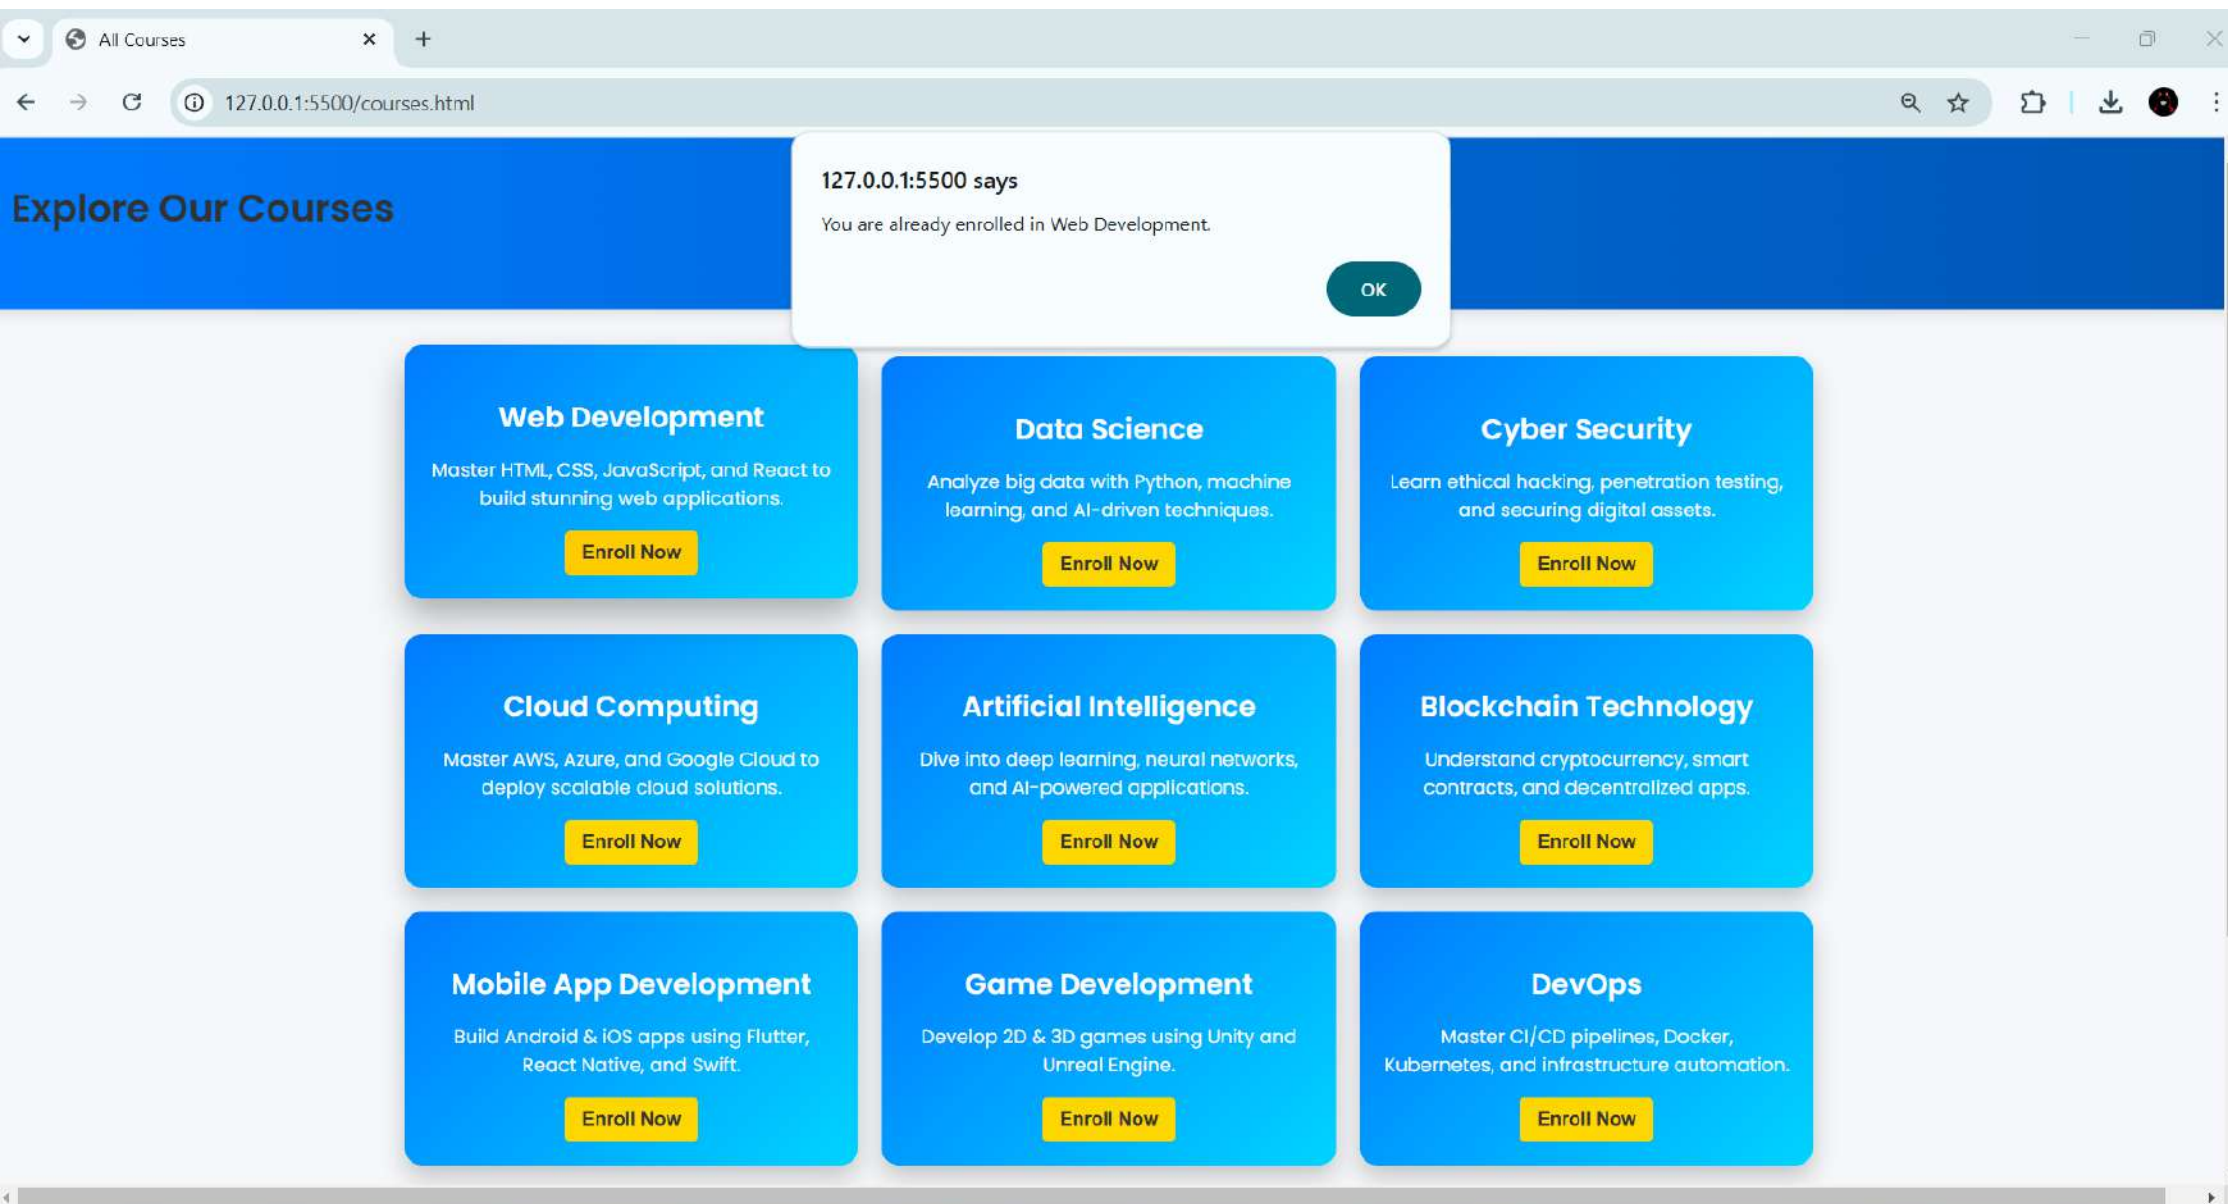 All Courses
127.0.0.1:5500/courses.html
Explore Our Courses
127.0.0.1:5500 says
You are already enrolled in Web Development.
OK
Web Development
Master HTML, CSS, JavaScript, and React to
build stunning web applications.
Enroll Now
Data Science
Analyze big data with Python, machine
learning, and AI-driven techniques.
Enroll Now
Cyber Security
Learn ethical hacking, penetration testing,
and securing digital assets.
Enroll Now
Cloud Computing
Master AWS, Azure, and Google Cloud to
deploy scalable cloud solutions.
Enroll Now
Artificial Intelligence
Dive into deep learning, neural networks,
and AI-powered applications.
Enroll Now
Blockchain Technology
Understand cryptocurrency, smart
contracts, and decentralized apps.
Enroll Now
Mobile App Development
Build Android & iOS apps using Flutter,
React Native, and Swift.
Enroll Now
Game Development
Develop 2D & 3D games using Unity and
Unreal Engine.
Enroll Now
DevOps
Master CI/CD pipelines, Docker,
Kubernetes, and infrastructure automation.
Enroll Now